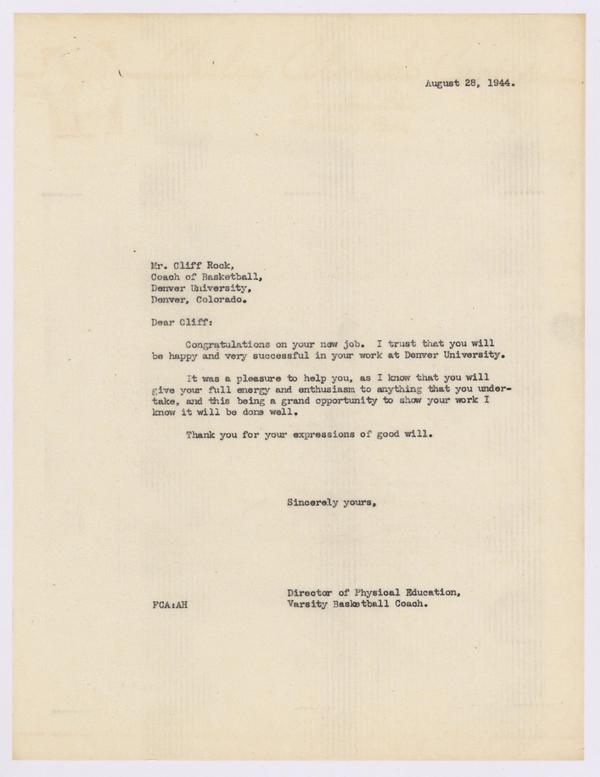 August 28, 1944.
Mr. Cliff Rock,
Coach of Basketball,
Denver University,
Denver, Colorado.
Dear Cliff:
Congratulations on your new job. I trust that you will
be happy and very successful in your work at Denver University.
It was a pleasure to help you, as I know that you will
give your full energy and enthusiasm to anything that you under-
take, and this being a grand opportunity to show your work I
know it will be done well.
Thank you for your expressions of good will.
Sincerely yours,
Director of Physical Education,
FCA:AH Varsity Basketball Coach.